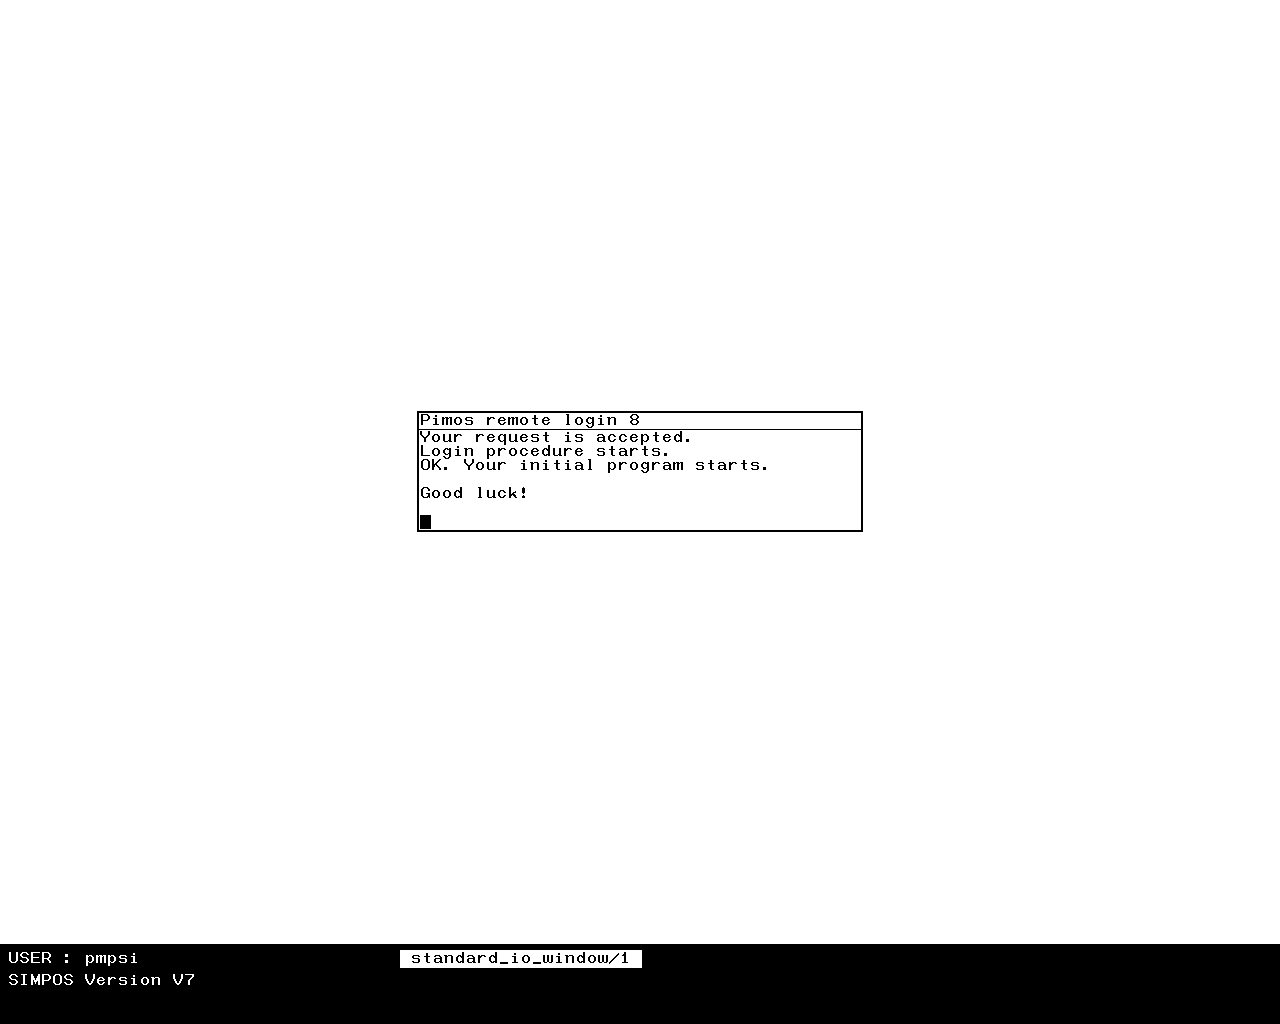 Pimos remote login 8
Your request is accepted.
Login procedure starts.
OK. Your initial program starts.
Good luck!
USER : pmpsi
standard_io_window/1
SIMPOS Version V7